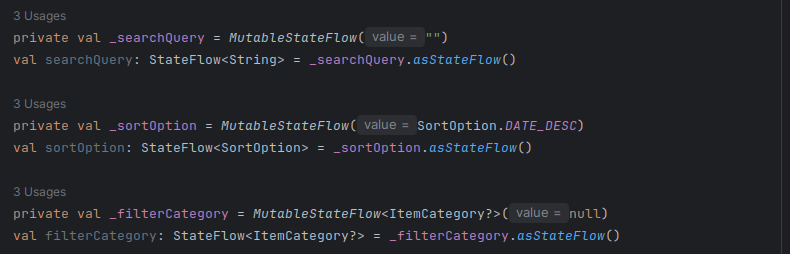 3 Usages
private val _searchQuery = MutableStateFlow( value = "")
val searchQuery: StateFlow<String> = _searchQuery.asStateFlow()
3 Usages
private val _sortOption = MutableStateFlow( value = SortOption.DATE_DESC)
val sortOption: StateFlow<SortOption> = _sortOption.asStateFlow()
3 Usages
private val _filterCategory = MutableStateFlow<ItemCategory?>( value = null)
val filterCategory: StateFlow<ItemCategory?> = _filterCategory.asStateFlow()